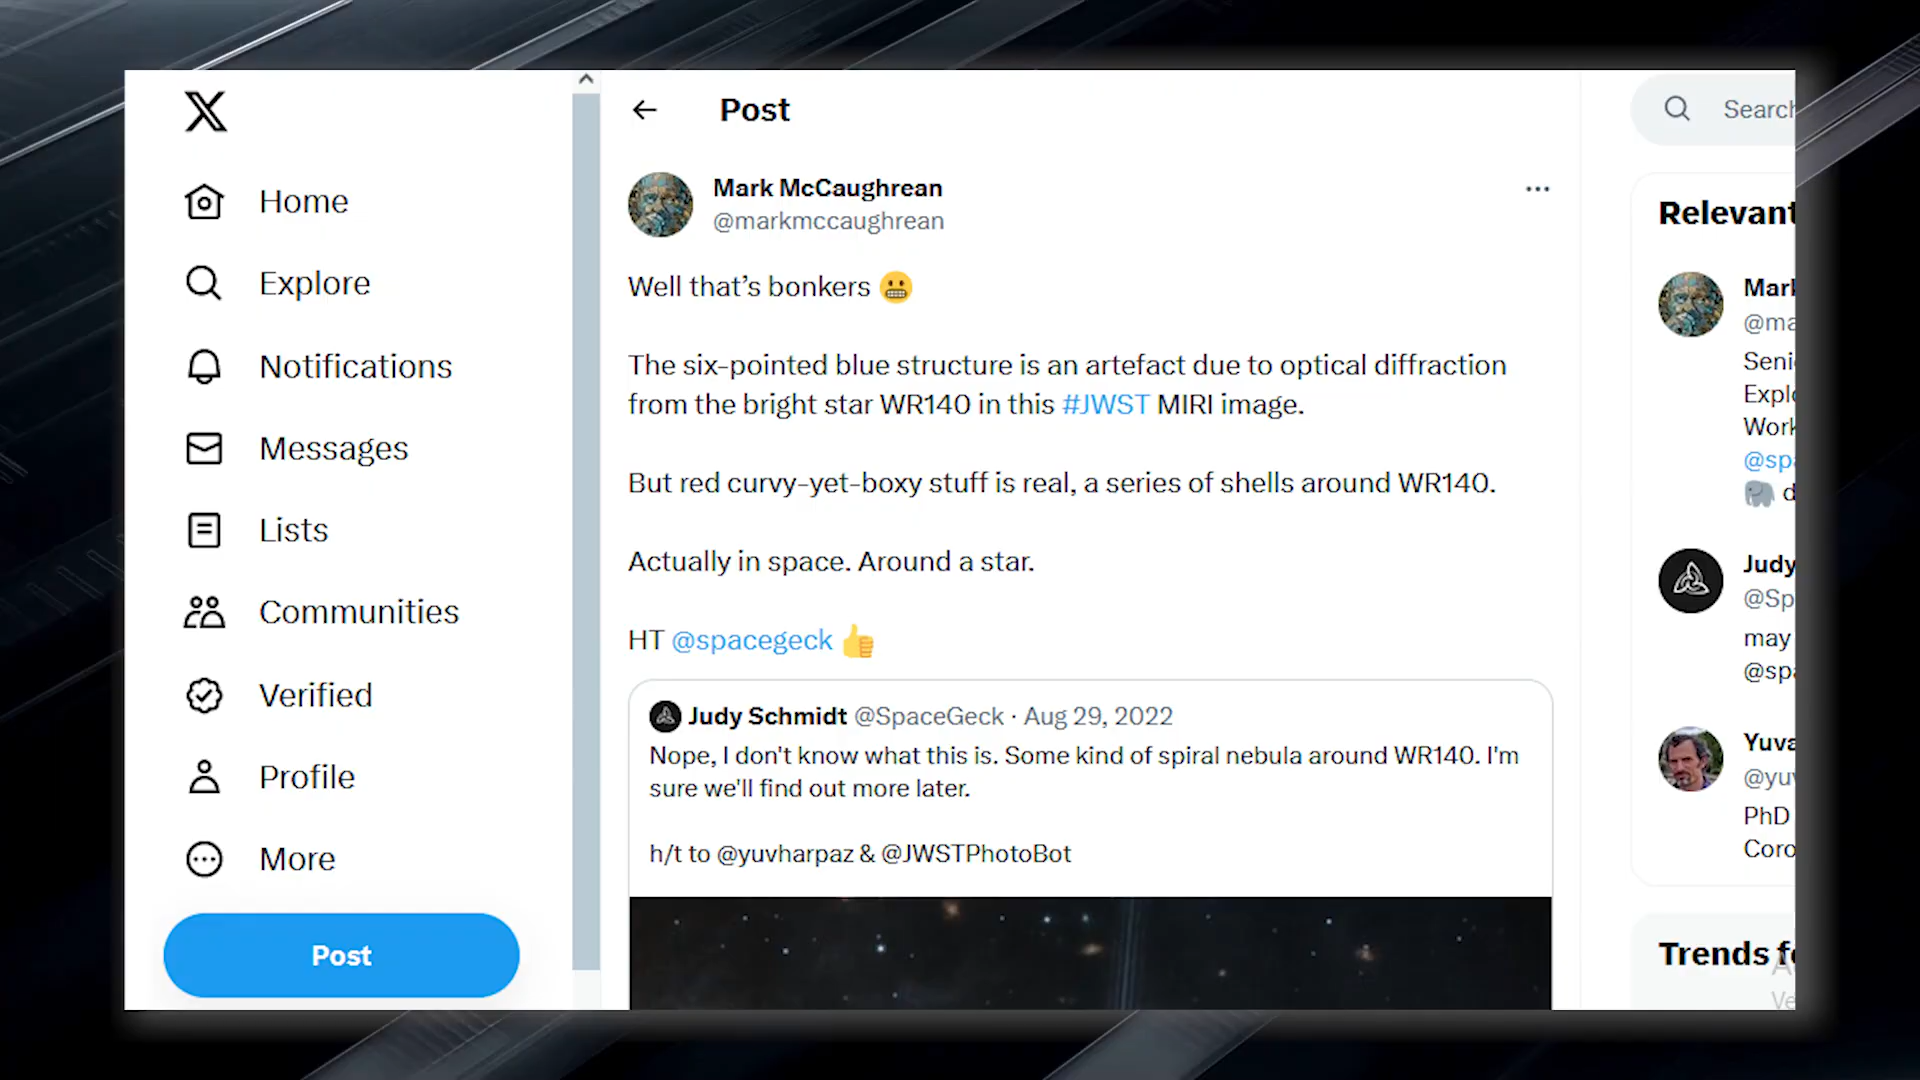 Home
Explore
Notifications
Messages
Lists
Communities
Verified
Profile
More
Post
Post
Mark McCaughrean
@markmccaughrean
Well that’s bonkers 😬
The six-pointed blue structure is an artefact due to optical diffraction
from the bright star WR140 in this #JWST MIRI image.
But red curvy-yet-boxy stuff is real, a series of shells around WR140.
Actually in space. Around a star.
HT @spacegeck 👍
Judy Schmidt @SpaceGeck · Aug 29, 2022
Nope, I don't know what this is. Some kind of spiral nebula around WR140. I'm
sure we'll find out more later.
h/t to @yuvharpaz & @JWSTPhotoBot
Search
Relevant
Mark
@ma
Seni
Explo
Work
@spa
🐘 d
Judy
@Sp
may
@spa
Yuva
@yuv
PhD
Coro
Trends fo